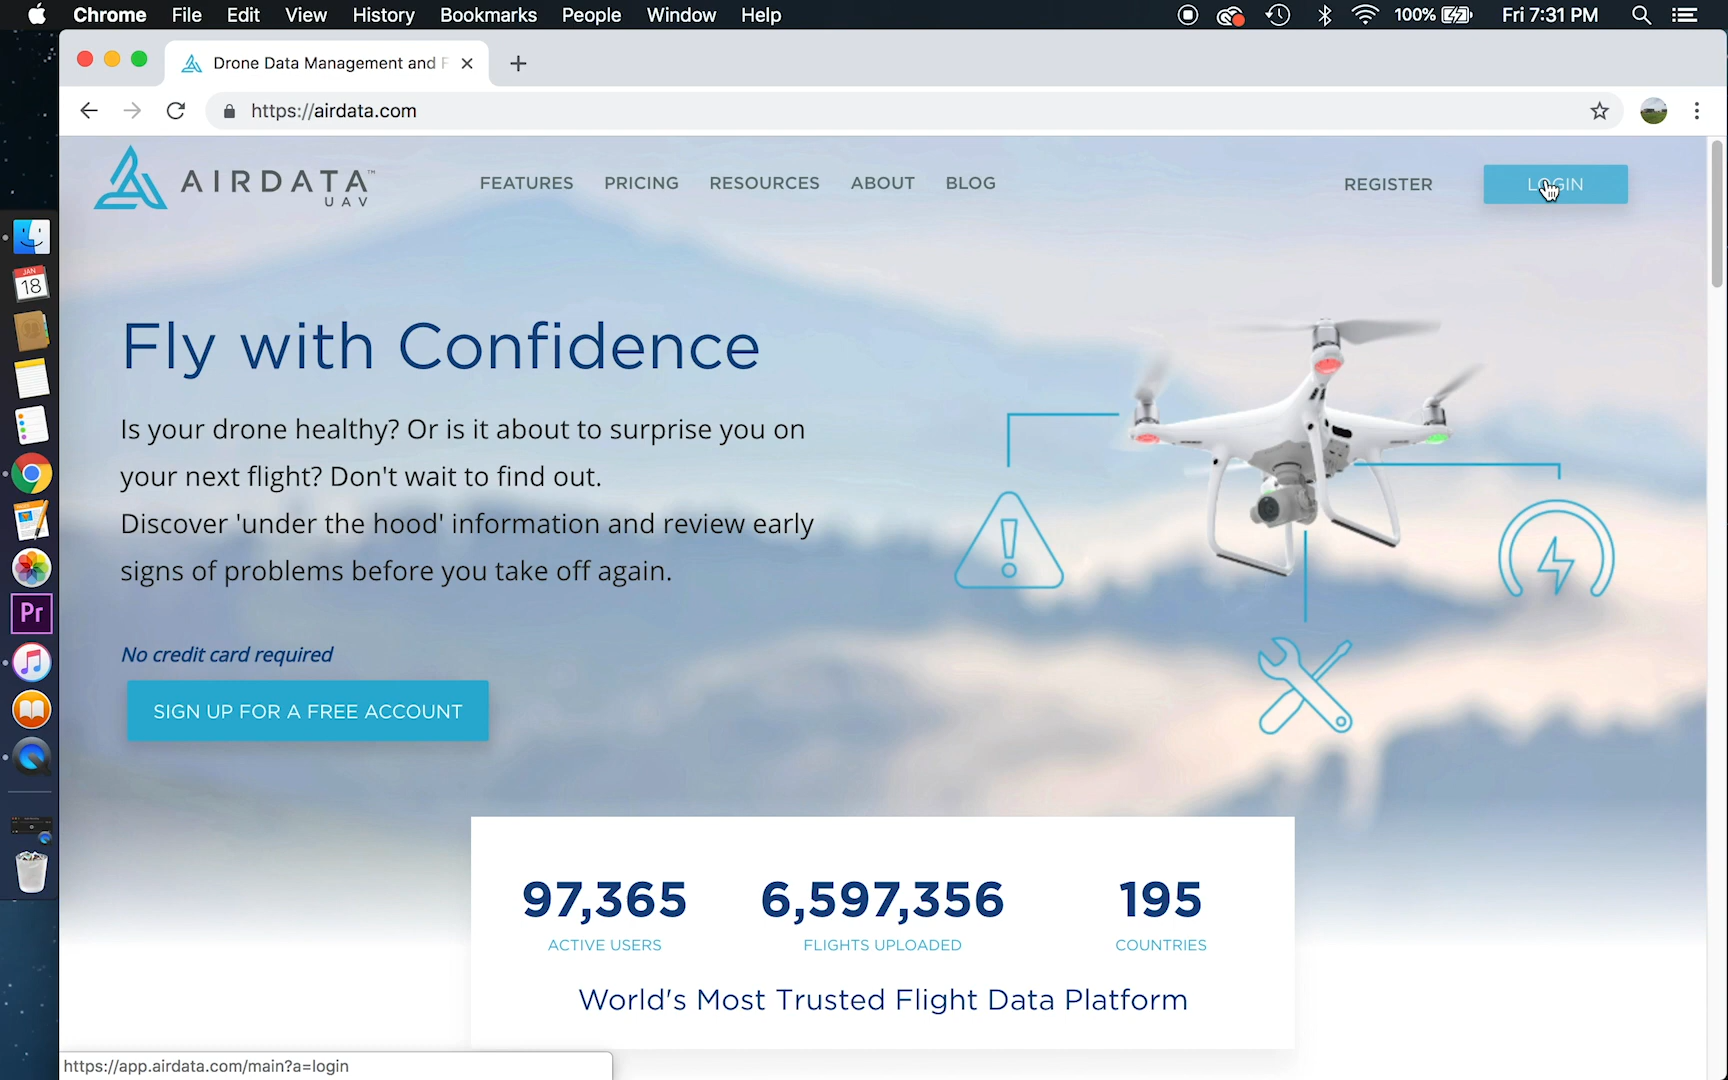 Chrome File Edit View History Bookmarks People Window Help 100% Fri 7:31 PM
Drone Data Management and F
https://airdata.com
AIRDATA™
UAV
FEATURES PRICING RESOURCES ABOUT BLOG REGISTER LOGIN
JAN
18
Fly with Confidence
Is your drone healthy? Or is it about to surprise you on
your next flight? Don't wait to find out.
Discover 'under the hood' information and review early
signs of problems before you take off again.
Pr
No credit card required
SIGN UP FOR A FREE ACCOUNT
97,365 6,597,356 195
ACTIVE USERS FLIGHTS UPLOADED COUNTRIES
World's Most Trusted Flight Data Platform
https://app.airdata.com/main?a=login